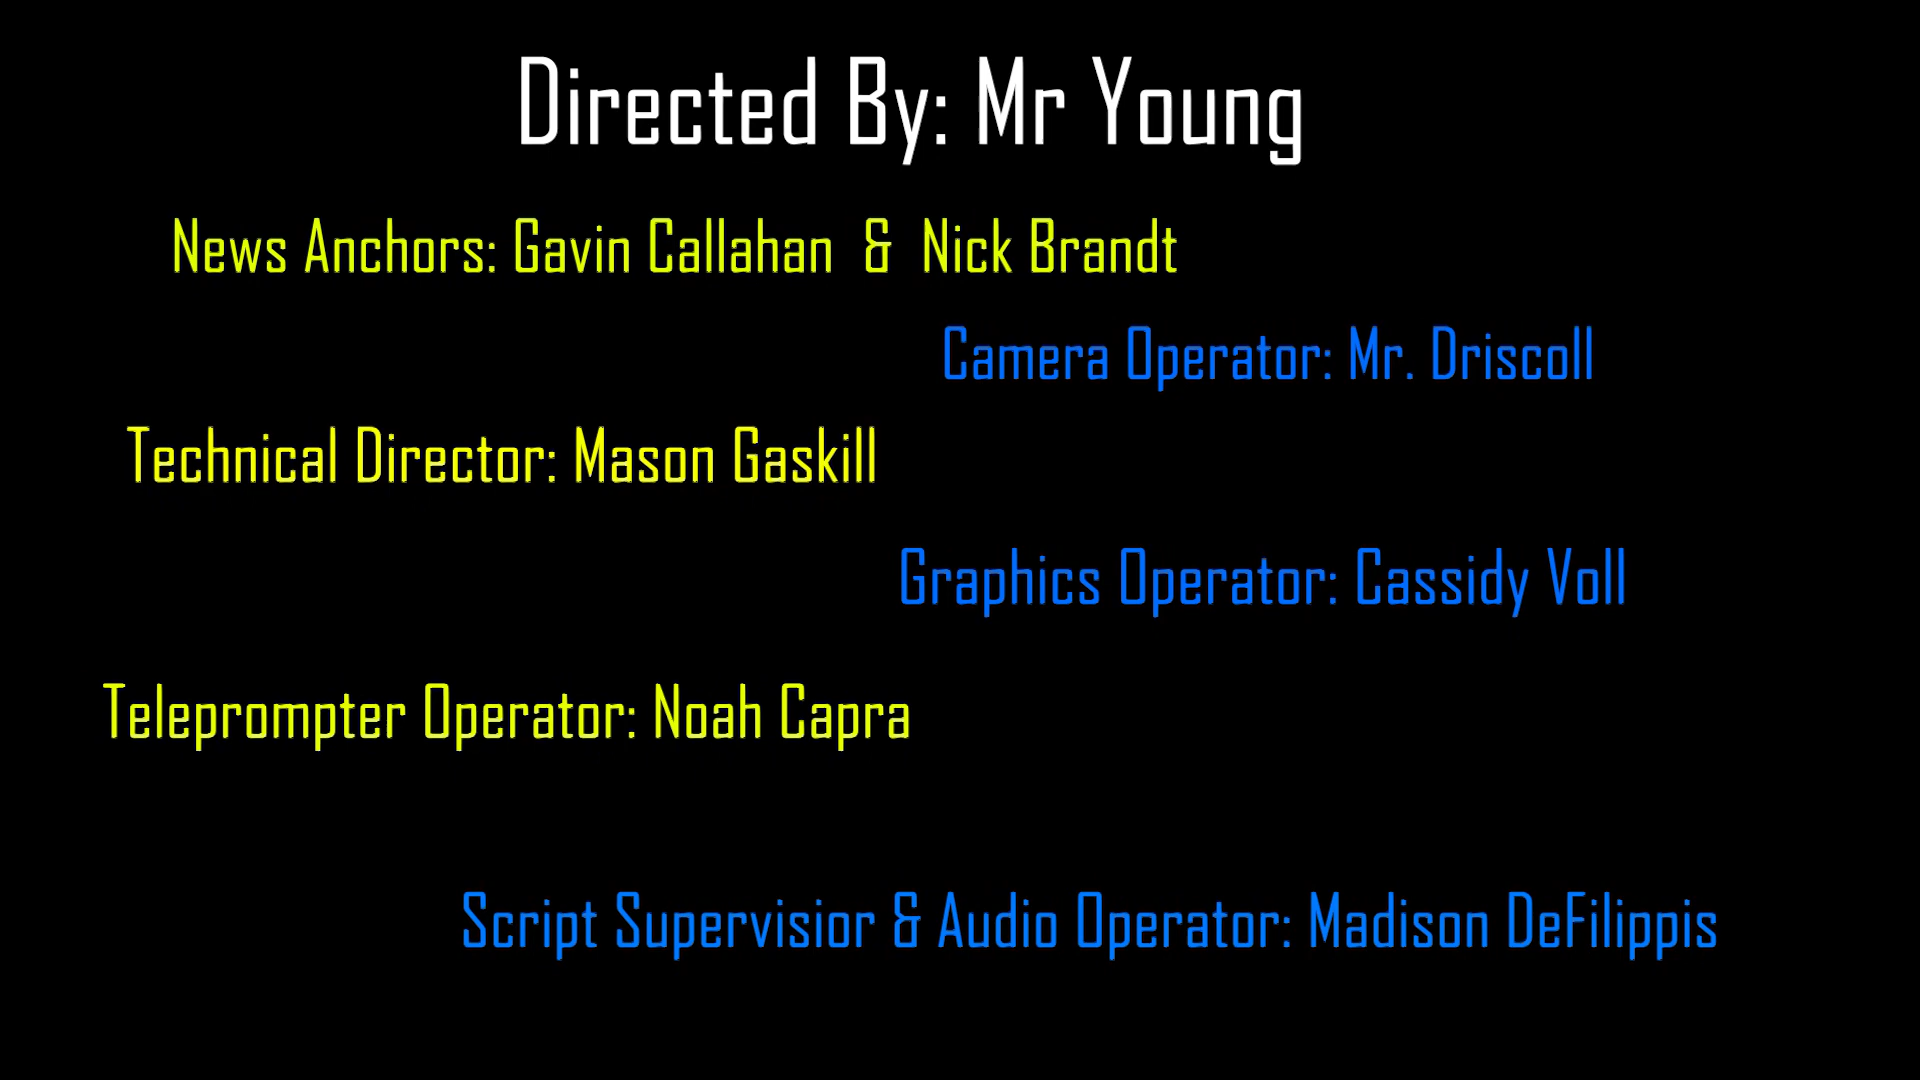 Directed By: Mr Young
News Anchors: Gavin Callahan & Nick Brandt
Camera Operator: Mr. Driscoll
Technical Director: Mason Gaskill
Graphics Operator: Cassidy Voll
Teleprompter Operator: Noah Capra
Script Supervisior & Audio Operator: Madison DeFilippis